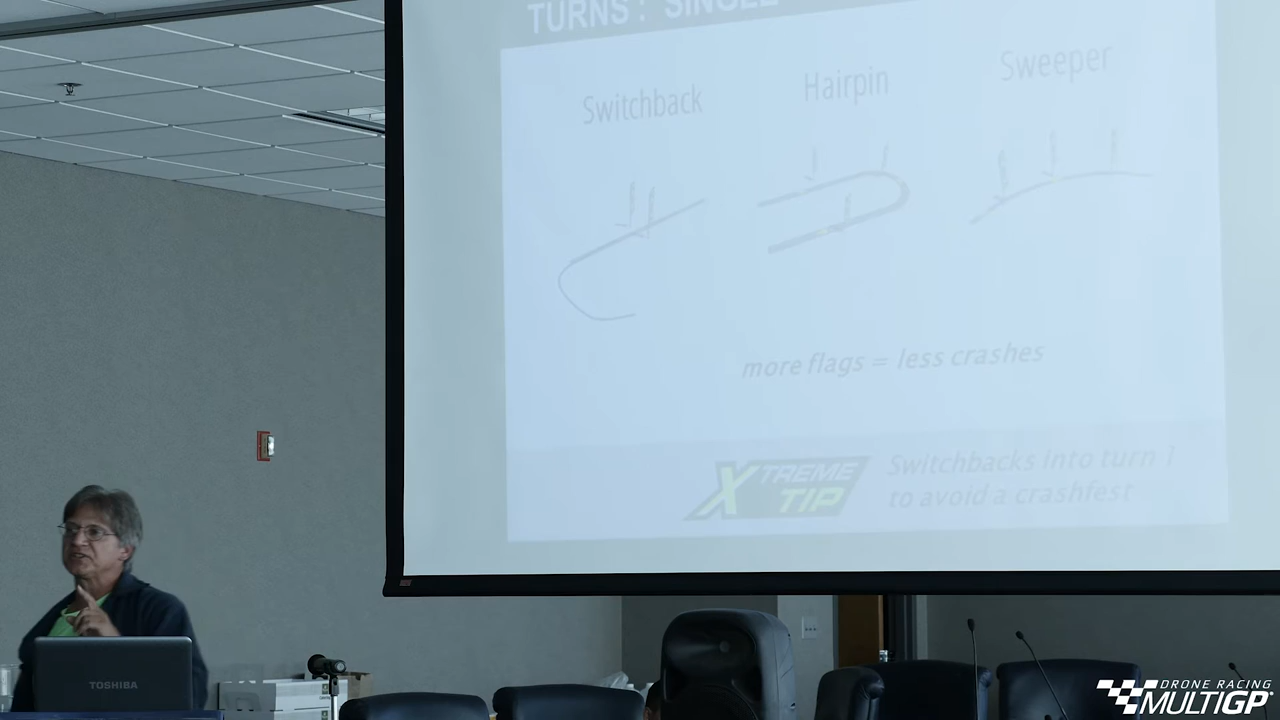 TURNS : SINGLE
Switchback
Hairpin
Sweeper
more flags = less crashes
XTREME
TIP
Switchbacks into turn 1
to avoid a crashfest
TOSHIBA
DRONE RACING
MULTIGP